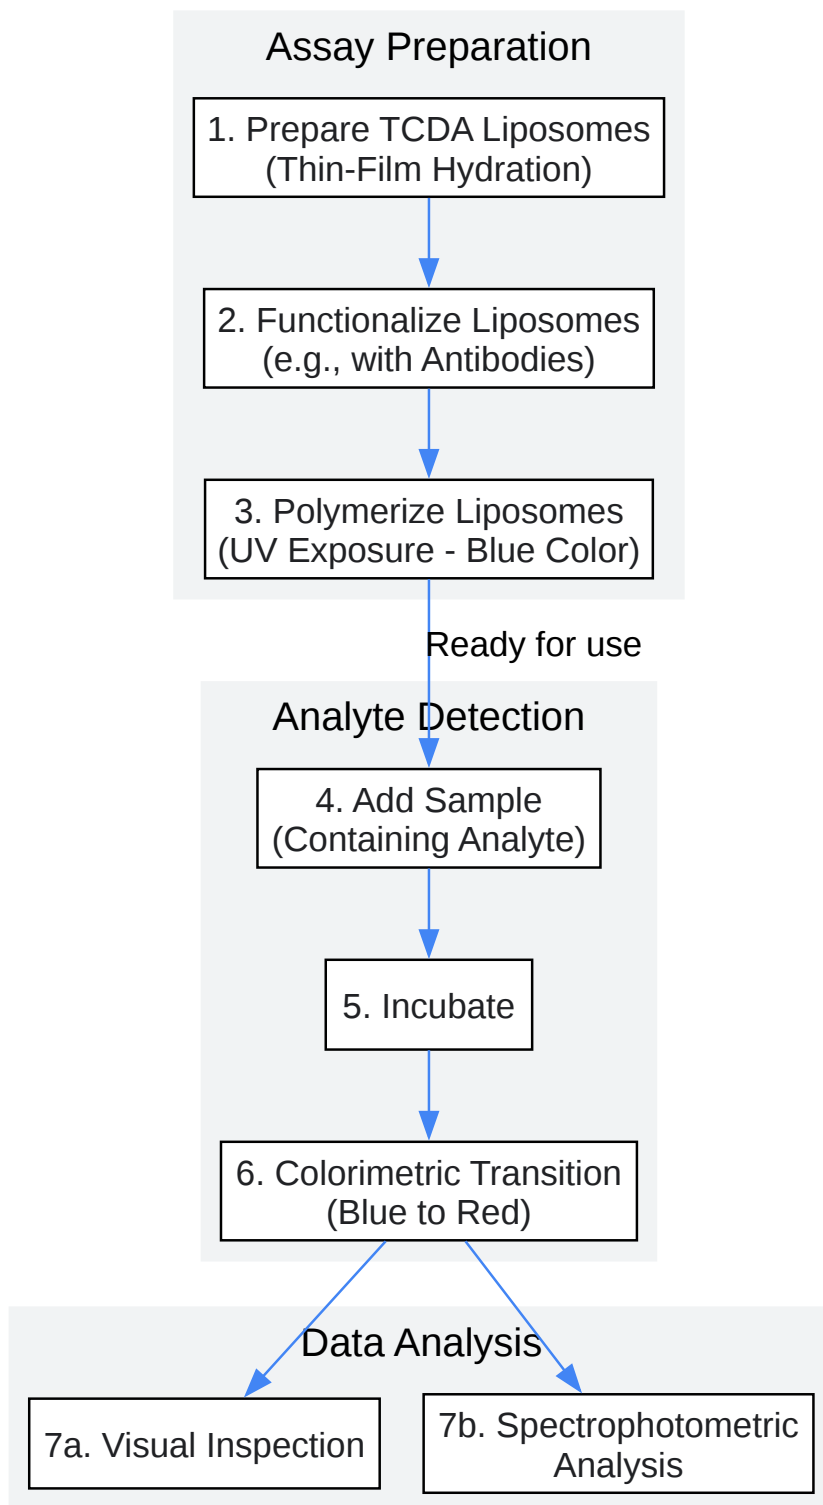 Assay Preparation
1. Prepare TCDA Liposomes
(Thin-Film Hydration)
2. Functionalize Liposomes
(e.g., with Antibodies)
3. Polymerize Liposomes
(UV Exposure - Blue Color)
Ready for use
Analyte Detection
4. Add Sample
(Containing Analyte)
5. Incubate
6. Colorimetric Transition
(Blue to Red)
Data Analysis
7a. Visual Inspection
7b. Spectrophotometric
Analysis